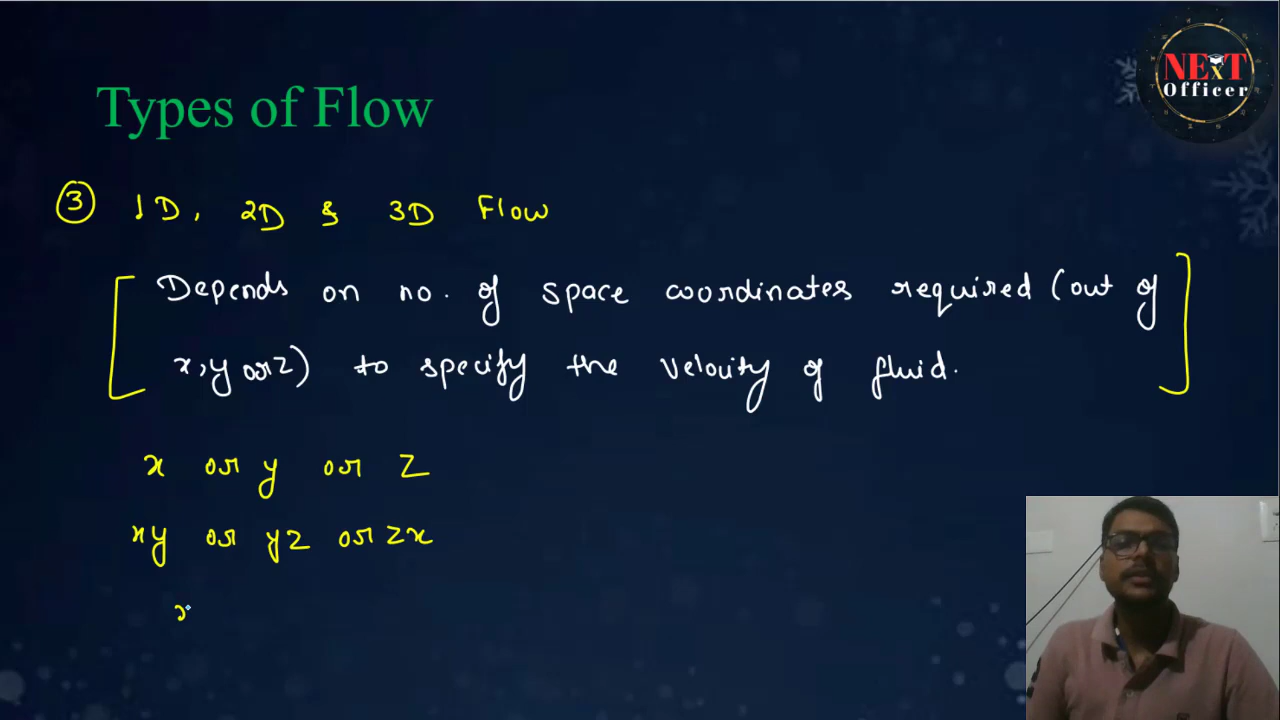 NEXT
Officer
Types of Flow
3 1D, 2D & 3D Flow
[ Depends on no. of space coordinates required (out of
x, y or z) to specify the velocity of fluid. ]
x or y or z
xy or yz or zx
x